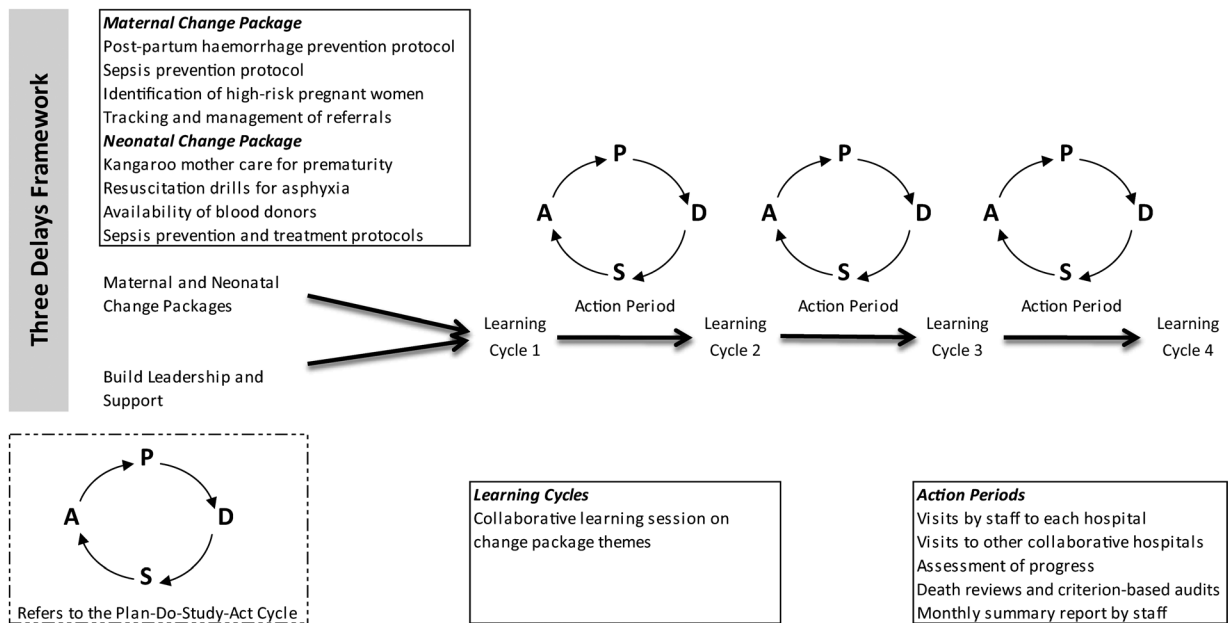 Three Delays Framework
Maternal Change Package
Post-partum haemorrhage prevention protocol
Sepsis prevention protocol
Identification of high-risk pregnant women
Tracking and management of referrals
Neonatal Change Package
Kangaroo mother care for prematurity
Resuscitation drills for asphyxia
Availability of blood donors
Sepsis prevention and treatment protocols
P
D
S
A
P
D
S
A
P
D
S
A
Maternal and Neonatal
Change Packages
Build Leadership and
Support
Learning
Cycle 1
Action Period
Learning
Cycle 2
Action Period
Learning
Cycle 3
Action Period
Learning
Cycle 4
P
D
S
A
Refers to the Plan-Do-Study-Act Cycle
Learning Cycles
Collaborative learning session on
change package themes
Action Periods
Visits by staff to each hospital
Visits to other collaborative hospitals
Assessment of progress
Death reviews and criterion-based audits
Monthly summary report by staff